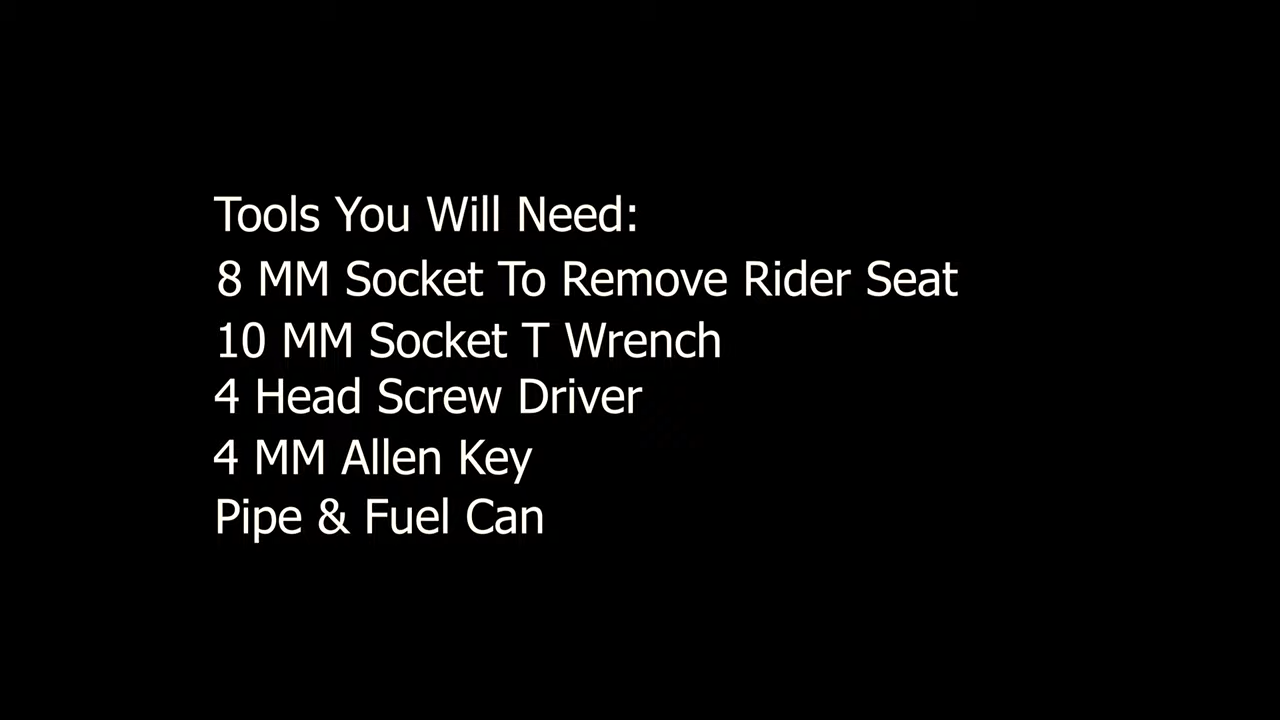 Tools You Will Need:
8 MM Socket To Remove Rider Seat
10 MM Socket T Wrench
4 Head Screw Driver
4 MM Allen Key
Pipe & Fuel Can